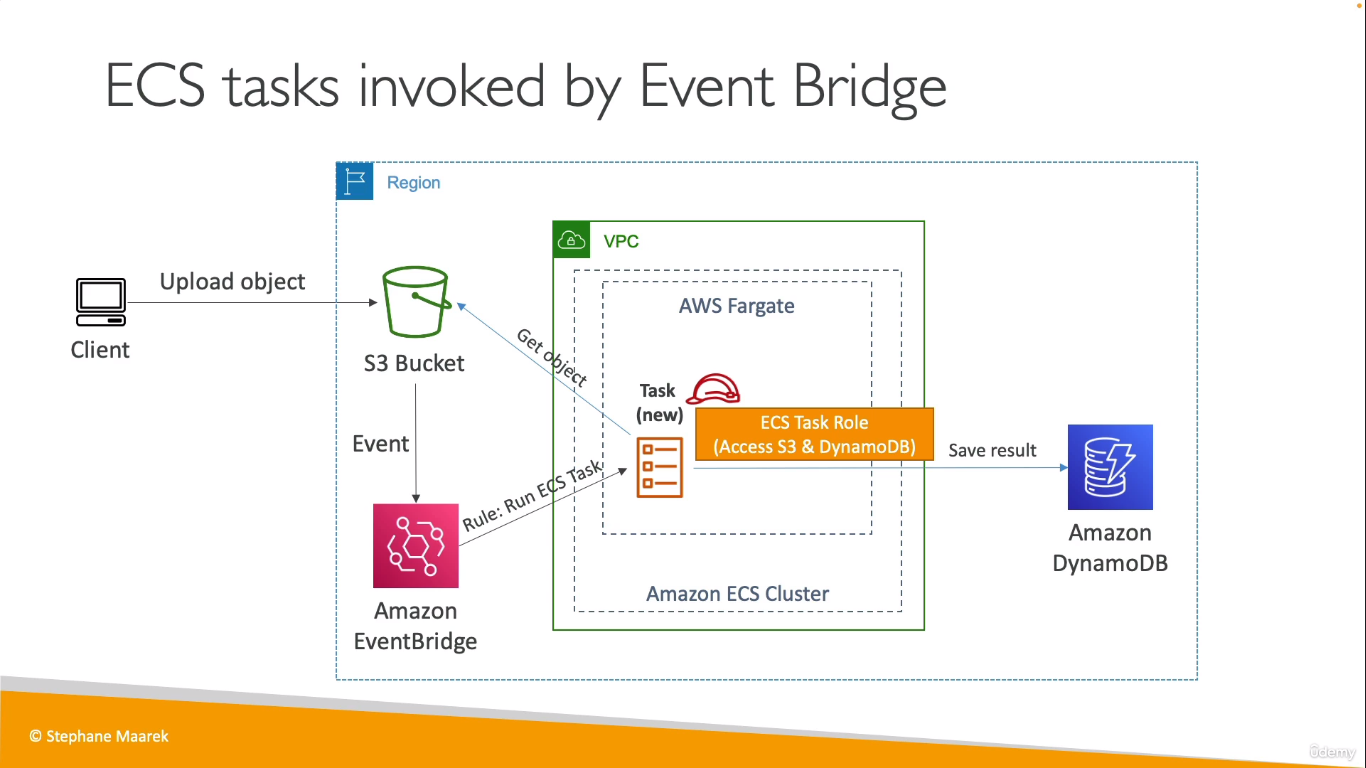 ECS tasks invoked by Event Bridge
Region
VPC
Upload object
AWS Fargate
Client
S3 Bucket
Get object
Task
(new)
ECS Task Role
(Access S3 & DynamoDB)
Event
Save result
Rule: Run ECS Task
Amazon
DynamoDB
Amazon ECS Cluster
Amazon
EventBridge
© Stephane Maarek
ûdemy